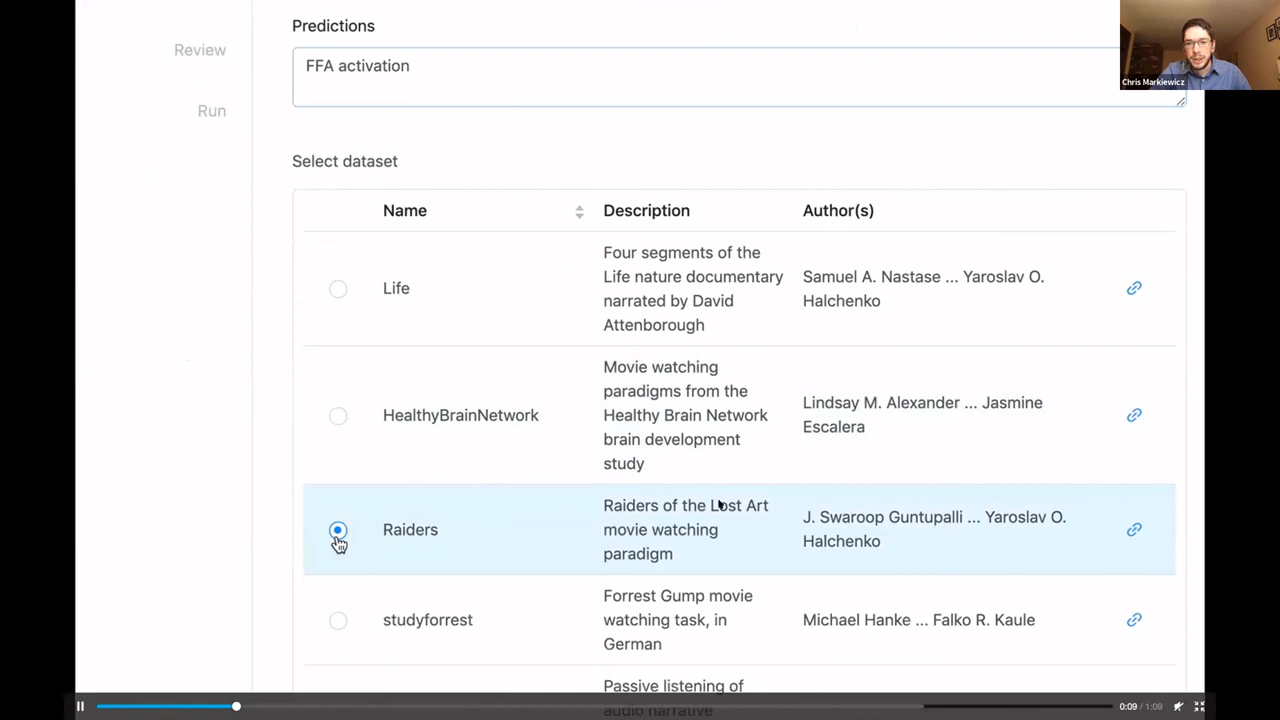 Predictions
FFA activation
Review
Run
Chris Markiewicz
Select dataset
Name
Description
Author(s)
Life
Four segments of the
Life nature documentary
narrated by David
Attenborough
Samuel A. Nastase ... Yaroslav O.
Halchenko
HealthyBrainNetwork
Movie watching
paradigms from the
Healthy Brain Network
brain development
study
Lindsay M. Alexander ... Jasmine
Escalera
Raiders
Raiders of the Lost Art
movie watching
paradigm
J. Swaroop Guntupalli ... Yaroslav O.
Halchenko
studyforrest
Forrest Gump movie
watching task, in
German
Michael Hanke ... Falko R. Kaule
Passive listening of
audio narrative
0:09 / 1:09